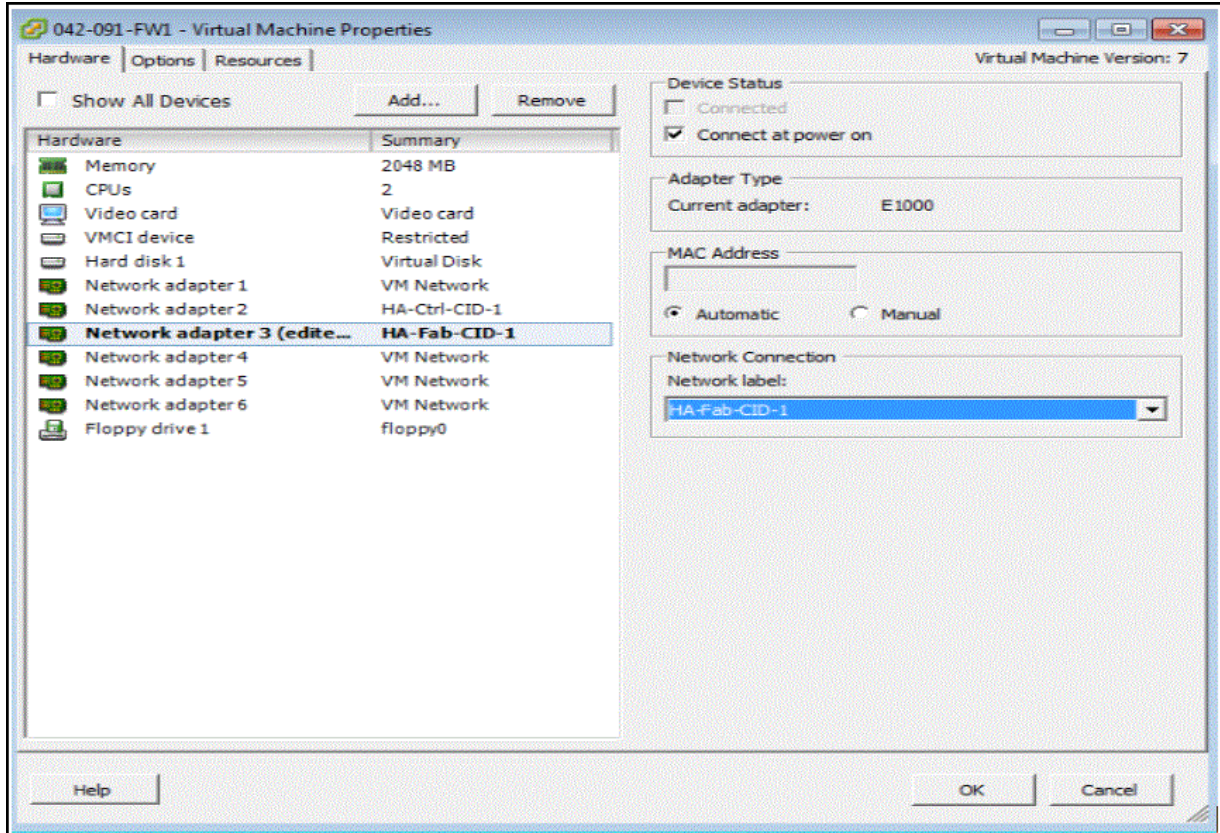 042-091-FW1 - Virtual Machine Properties
Hardware Options Resources
Virtual Machine Version: 7
Show All Devices
Add...
Remove
Hardware Summary
Memory 2048 MB
CPUs 2
Video card Video card
VMCI device Restricted
Hard disk 1 Virtual Disk
Network adapter 1 VM Network
Network adapter 2 HA-Ctrl-CID-1
Network adapter 3 (edite... HA-Fab-CID-1
Network adapter 4 VM Network
Network adapter 5 VM Network
Network adapter 6 VM Network
Floppy drive 1 floppy0
Device Status
Connected
Connect at power on
Adapter Type
Current adapter: E1000
MAC Address
Automatic Manual
Network Connection
Network label:
HA-Fab-CID-1
Help
OK
Cancel